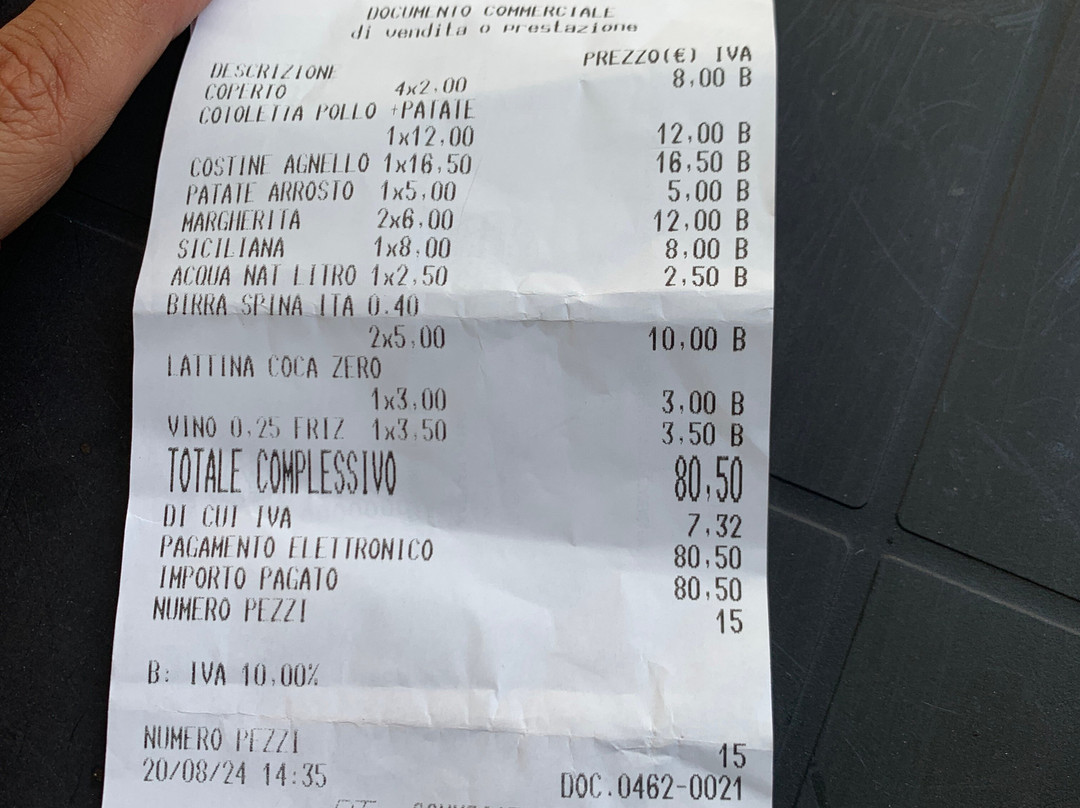 DOCUMENTO COMMERCIALE
di vendita o prestazione
DESCRIZIONE PREZZO(€) IVA
COPERTO 4x2,00 8,00 B
COTOLETTA POLLO +PATATE
1x12,00 12,00 B
COSTINE AGNELLO 1x16,50 16,50 B
PATATE ARROSTO 1x5,00 5,00 B
MARGHERITA 2x6,00 12,00 B
SICILIANA 1x8,00 8,00 B
ACQUA NAT LITRO 1x2,50 2,50 B
BIRRA SPINA ITA 0.40
2x5,00 10,00 B
LATTINA COCA ZERO
1x3,00 3,00 B
VINO 0,25 FRIZ 1x3,50 3,50 B
TOTALE COMPLESSIVO 80,50
DI CUI IVA 7,32
PAGAMENTO ELETTRONICO 80,50
IMPORTO PAGATO 80,50
NUMERO PEZZI 15
B: IVA 10,00%
NUMERO PEZZI 15
20/08/24 14:35 DOC.0462-0021